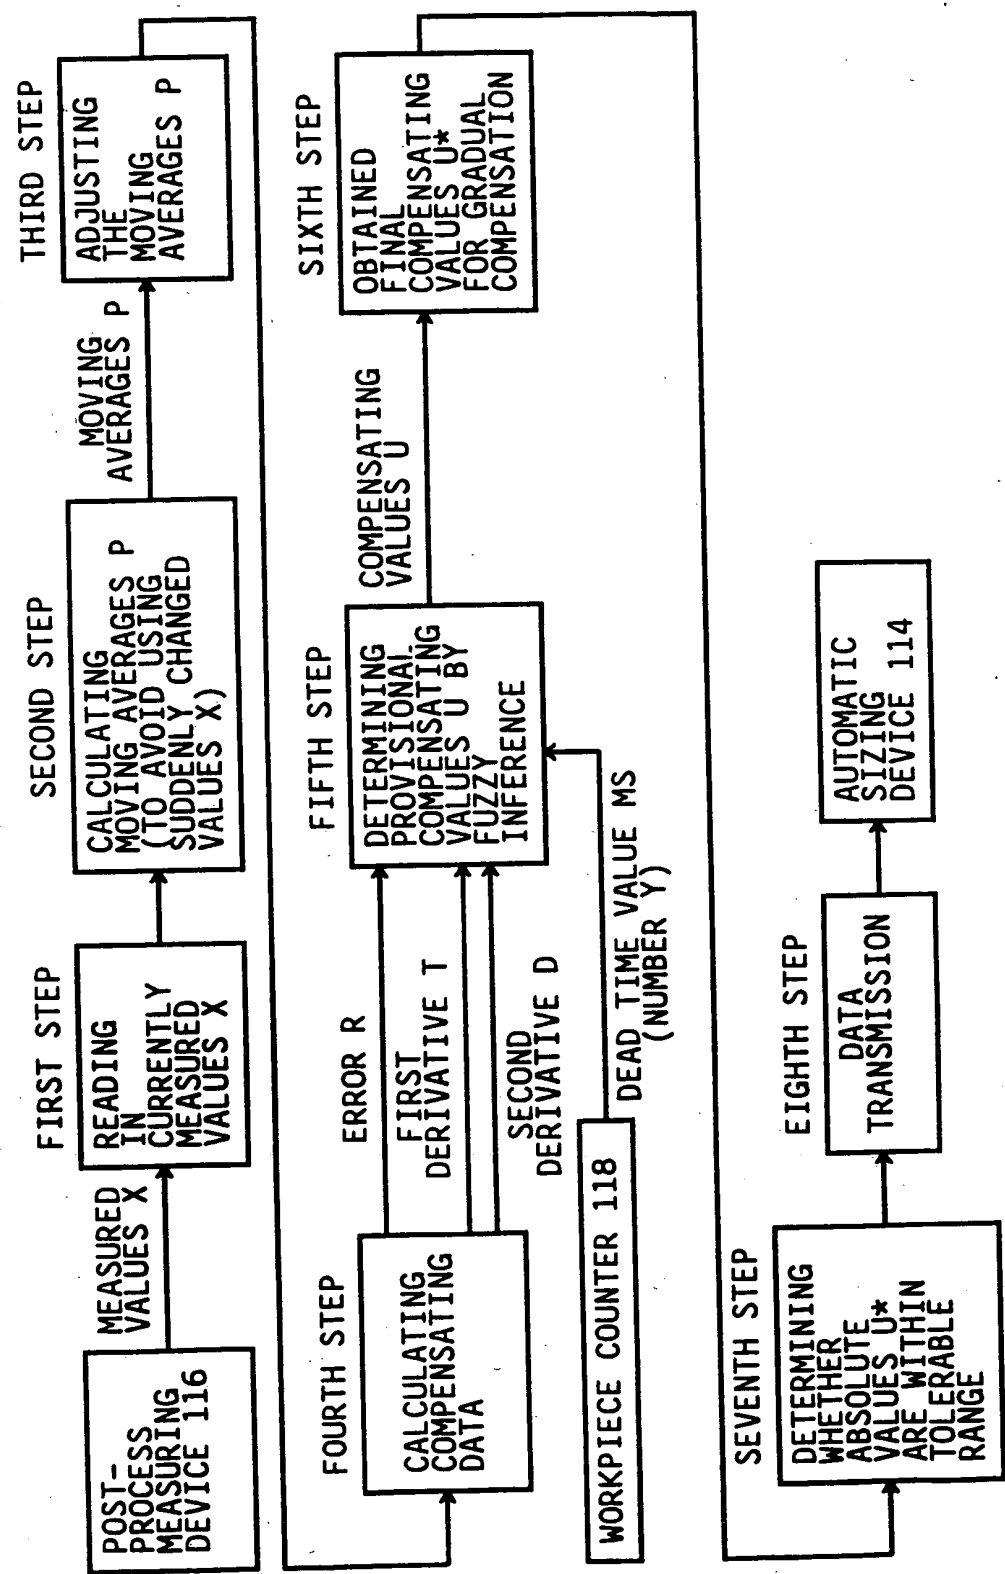 POST-
PROCESS
MEASURING
DEVICE 116
MEASURED
VALUES X
FIRST STEP
READING
IN
CURRENTLY
MEASURED
VALUES X
SECOND STEP
CALCULATING
MOVING AVERAGES P
(TO AVOID USING
SUDDENLY CHANGED
VALUES X)
MOVING
AVERAGES P
THIRD STEP
ADJUSTING
THE
MOVING
AVERAGES P
FOURTH STEP
CALCULATING
COMPENSATING
DATA
ERROR R
FIRST
DERIVATIVE T
SECOND
DERIVATIVE D
WORKPIECE COUNTER 118
DEAD TIME VALUE MS
(NUMBER Y)
FIFTH STEP
DETERMINING
PROVISIONAL
COMPENSATING
VALUES U BY
FUZZY
INFERENCE
COMPENSATING
VALUES U
SIXTH STEP
OBTAINED
FINAL
COMPENSATING
VALUES U*
FOR GRADUAL
COMPENSATION
SEVENTH STEP
DETERMINING
WHETHER
ABSOLUTE
VALUES U*
ARE WITHIN
TOLERABLE
RANGE
EIGHTH STEP
DATA
TRANSMISSION
AUTOMATIC
SIZING
DEVICE 114